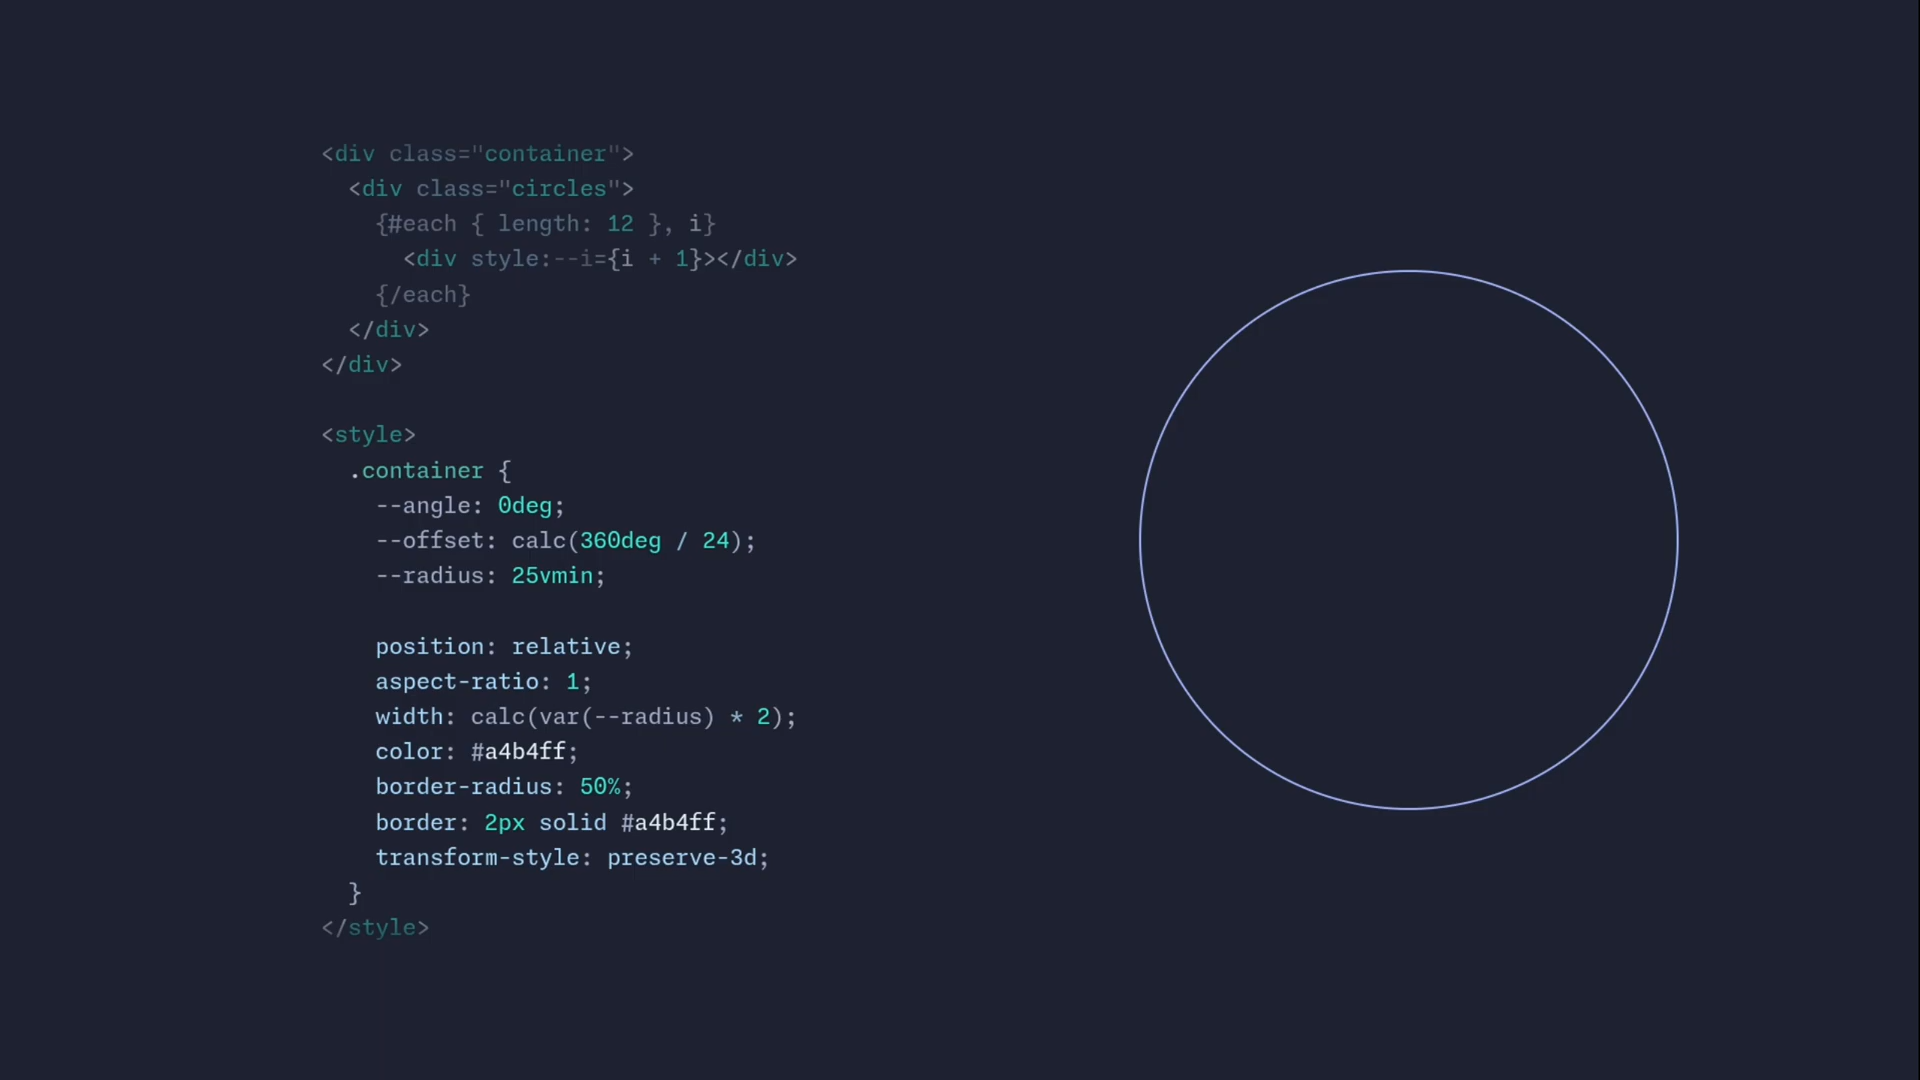 <div class="container">
  <div class="circles">
    {#each { length: 12 }, i}
      <div style:--i={i + 1}></div>
    {/each}
  </div>
</div>

<style>
  .container {
    --angle: 0deg;
    --offset: calc(360deg / 24);
    --radius: 25vmin;

    position: relative;
    aspect-ratio: 1;
    width: calc(var(--radius) * 2);
    color: #a4b4ff;
    border-radius: 50%;
    border: 2px solid #a4b4ff;
    transform-style: preserve-3d;
  }
</style>